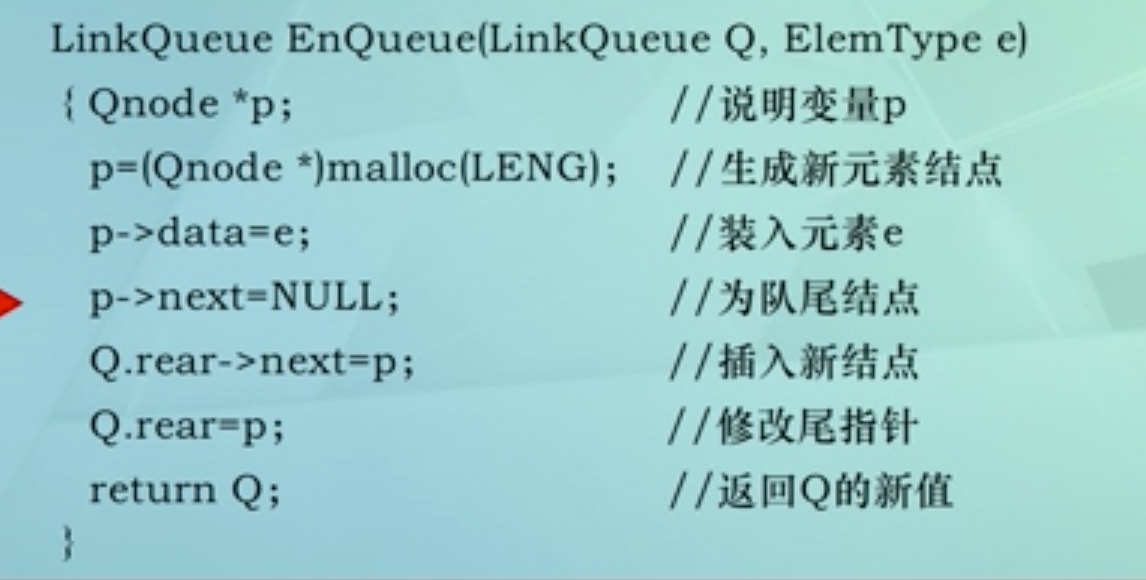 LinkQueue EnQueue(LinkQueue Q, ElemType e)
{ Qnode *p; //说明变量p
p=(Qnode *)malloc(LENG); //生成新元素结点
p->data=e; //装入元素e
p->next=NULL; //为队尾结点
Q.rear->next=p; //插入新结点
Q.rear=p; //修改尾指针
return Q; //返回Q的新值
}